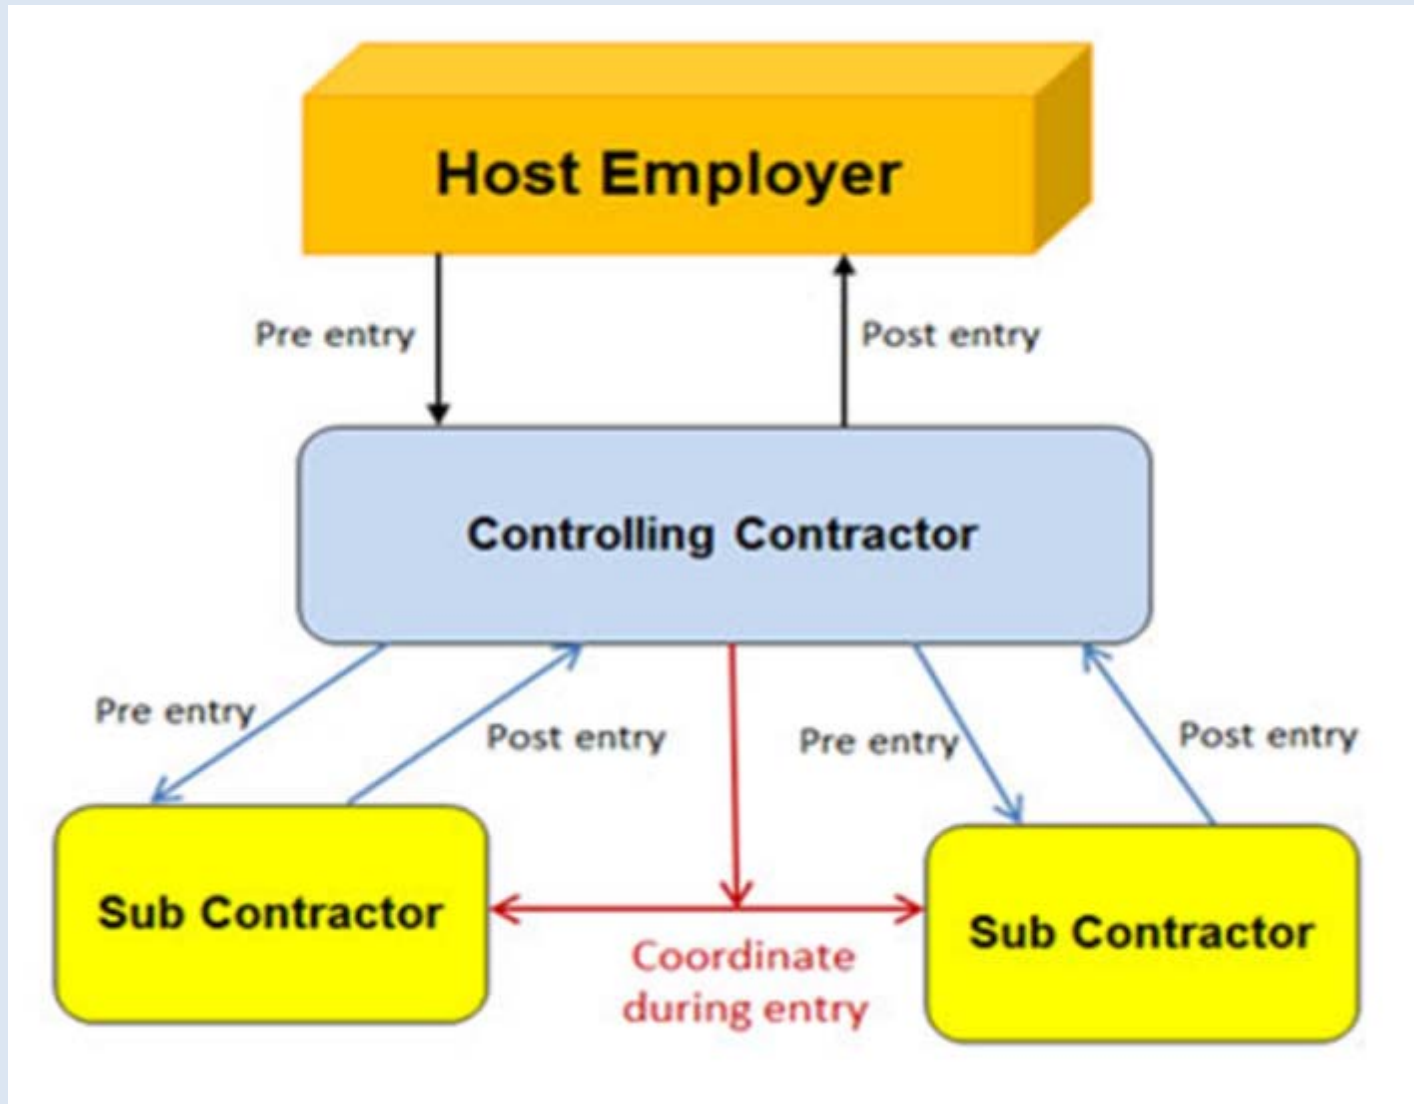 Host Employer
Pre entry
Post entry
Controlling Contractor
Pre entry
Post entry
Pre entry
Post entry
Sub Contractor
Sub Contractor
Coordinate
during entry